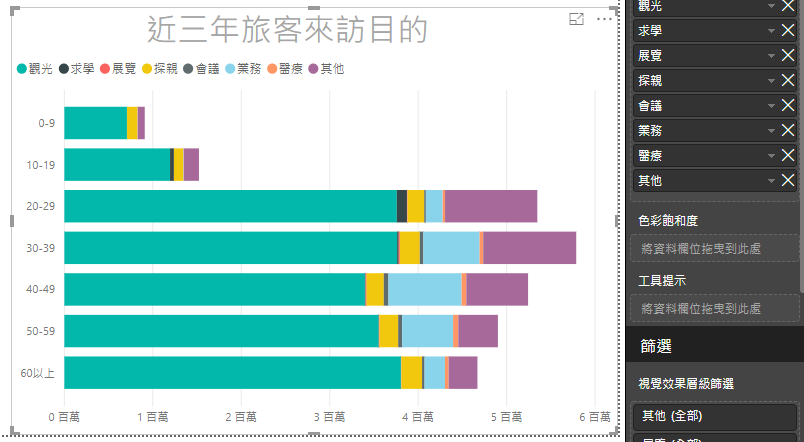 近三年旅客來訪目的
觀光 求學 展覽 探親 會議 業務 醫療 其他
0-9
10-19
20-29
30-39
40-49
50-59
60以上
0 百萬 1 百萬 2 百萬 3 百萬 4 百萬 5 百萬 6 百萬
觀光
求學
展覽
探親
會議
業務
醫療
其他
色彩飽和度
將資料欄位拖曳到此處
工具提示
將資料欄位拖曳到此處
篩選
視覺效果層級篩選
其他 (全部)
展覽 (全部)